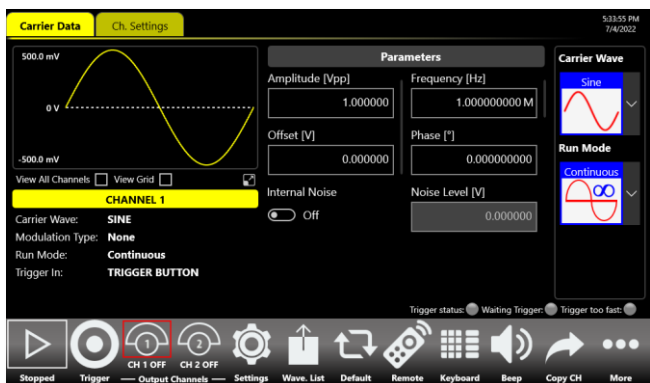 Carrier Data
Ch. Settings
5:33:55 PM
7/4/2022
500.0 mV
0 V
-500.0 mV
View All Channels
View Grid
CHANNEL 1
Carrier Wave: SINE
Modulation Type: None
Run Mode: Continuous
Trigger In: TRIGGER BUTTON
Parameters
Amplitude [Vpp]
1.000000
Frequency [Hz]
1.000000000 M
Offset [V]
0.000000
Phase [°]
0.000000000
Internal Noise
Off
Noise Level [V]
0.000000
Carrier Wave
Sine
Run Mode
Continuous
Trigger status:
Waiting Trigger:
Trigger too fast:
1
2
CH 1 OFF
CH 2 OFF
Stopped
Trigger
Output Channels
Settings
Wave. List
Default
Remote
Keyboard
Beep
Copy CH
More